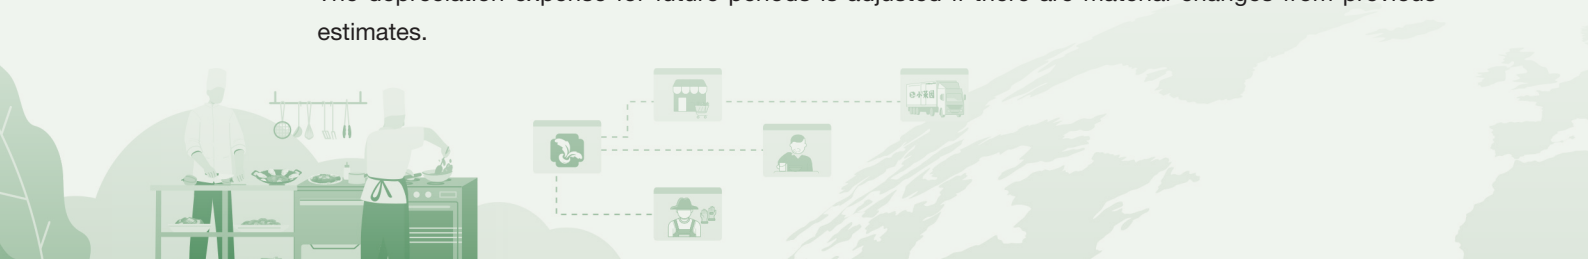 The depreciation expense for future periods is adjusted if there are material changes from previous
estimates.